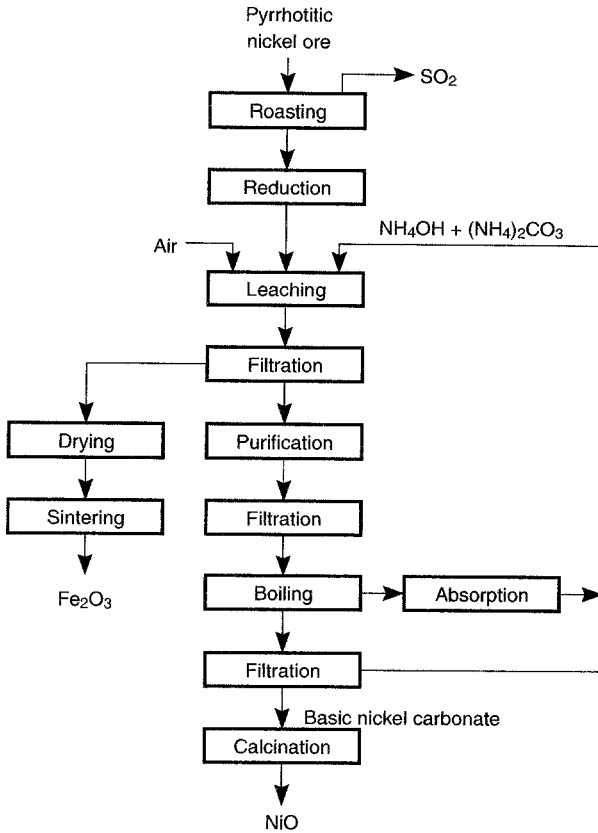 Pyrrhotitic
nickel ore
SO₂
Roasting
Reduction
NH₄OH + (NH₄)₂CO₃
Air
Leaching
Filtration
Drying
Purification
Sintering
Filtration
Fe₂O₃
Boiling
Absorption
Filtration
Basic nickel carbonate
Calcination
NiO